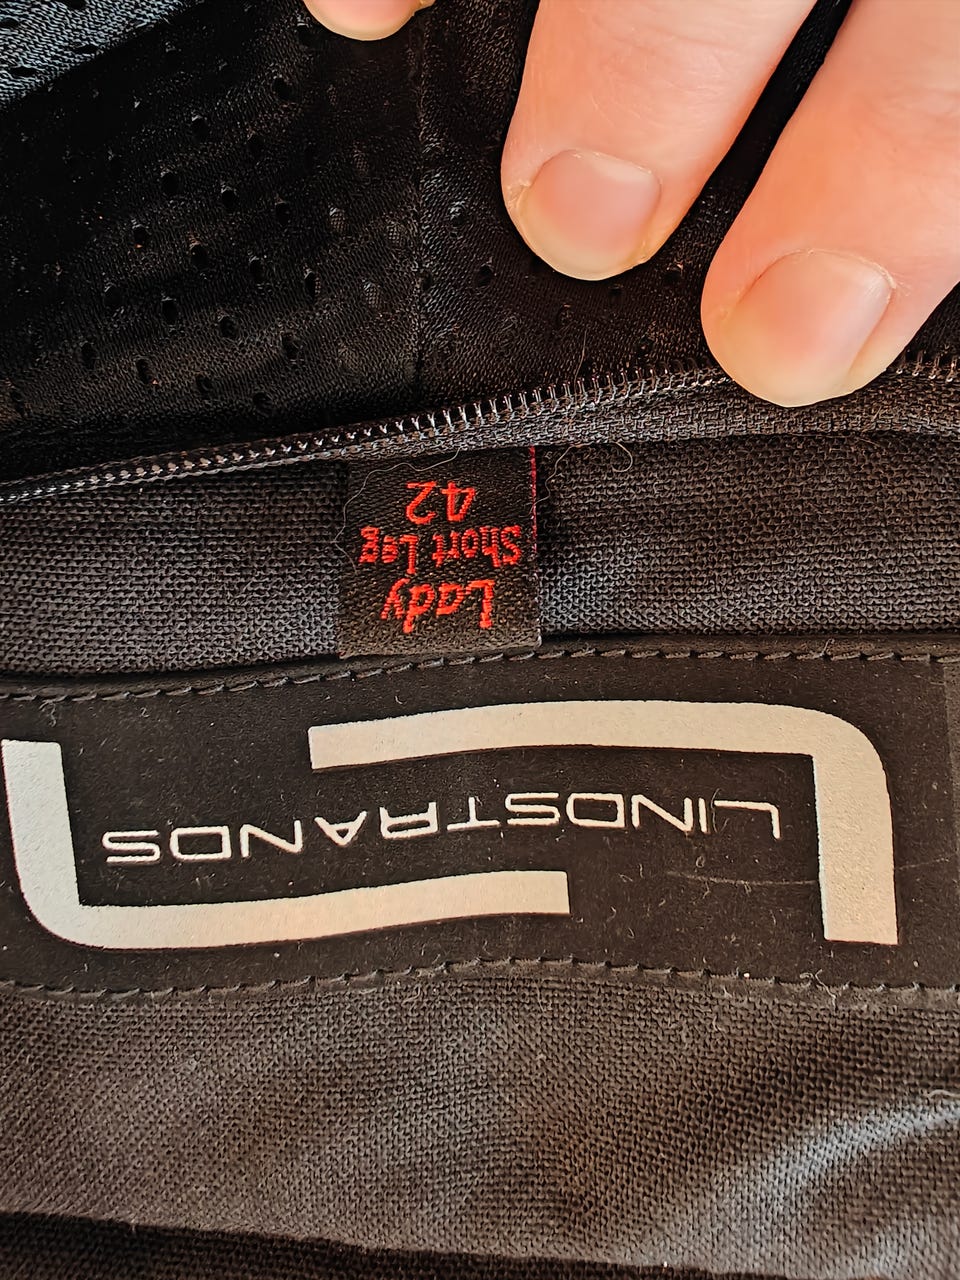 LINDSTRANDS
Lady
Short Leg
42